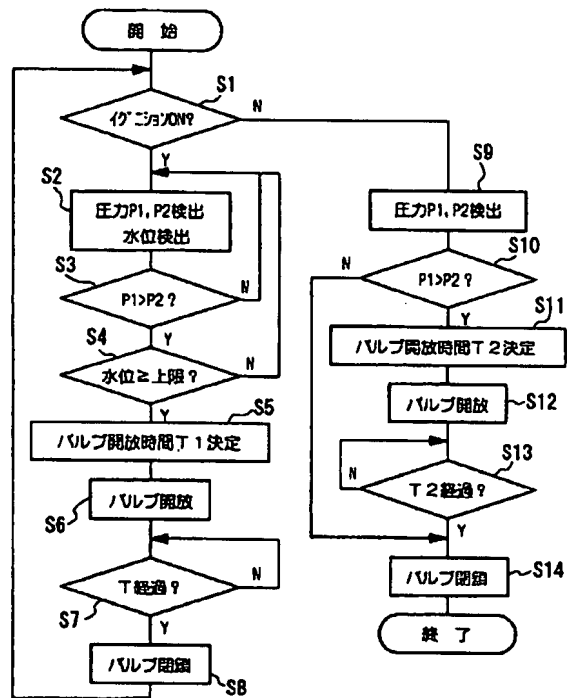 開始
S1
イグニションON?
N
Y
S2
圧力P1,P2検出
水位検出
S3
P1>P2?
N
Y
S4
水位≧上限?
N
Y
S5
バルブ開放時間T1決定
S6
バルブ開放
S7
T経過?
N
Y
バルブ閉鎖
S8
S9
圧力P1,P2検出
S10
N
P1>P2?
Y
S11
バルブ開放時間T2決定
バルブ開放
S12
S13
N
T2経過?
Y
バルブ閉鎖
S14
終了